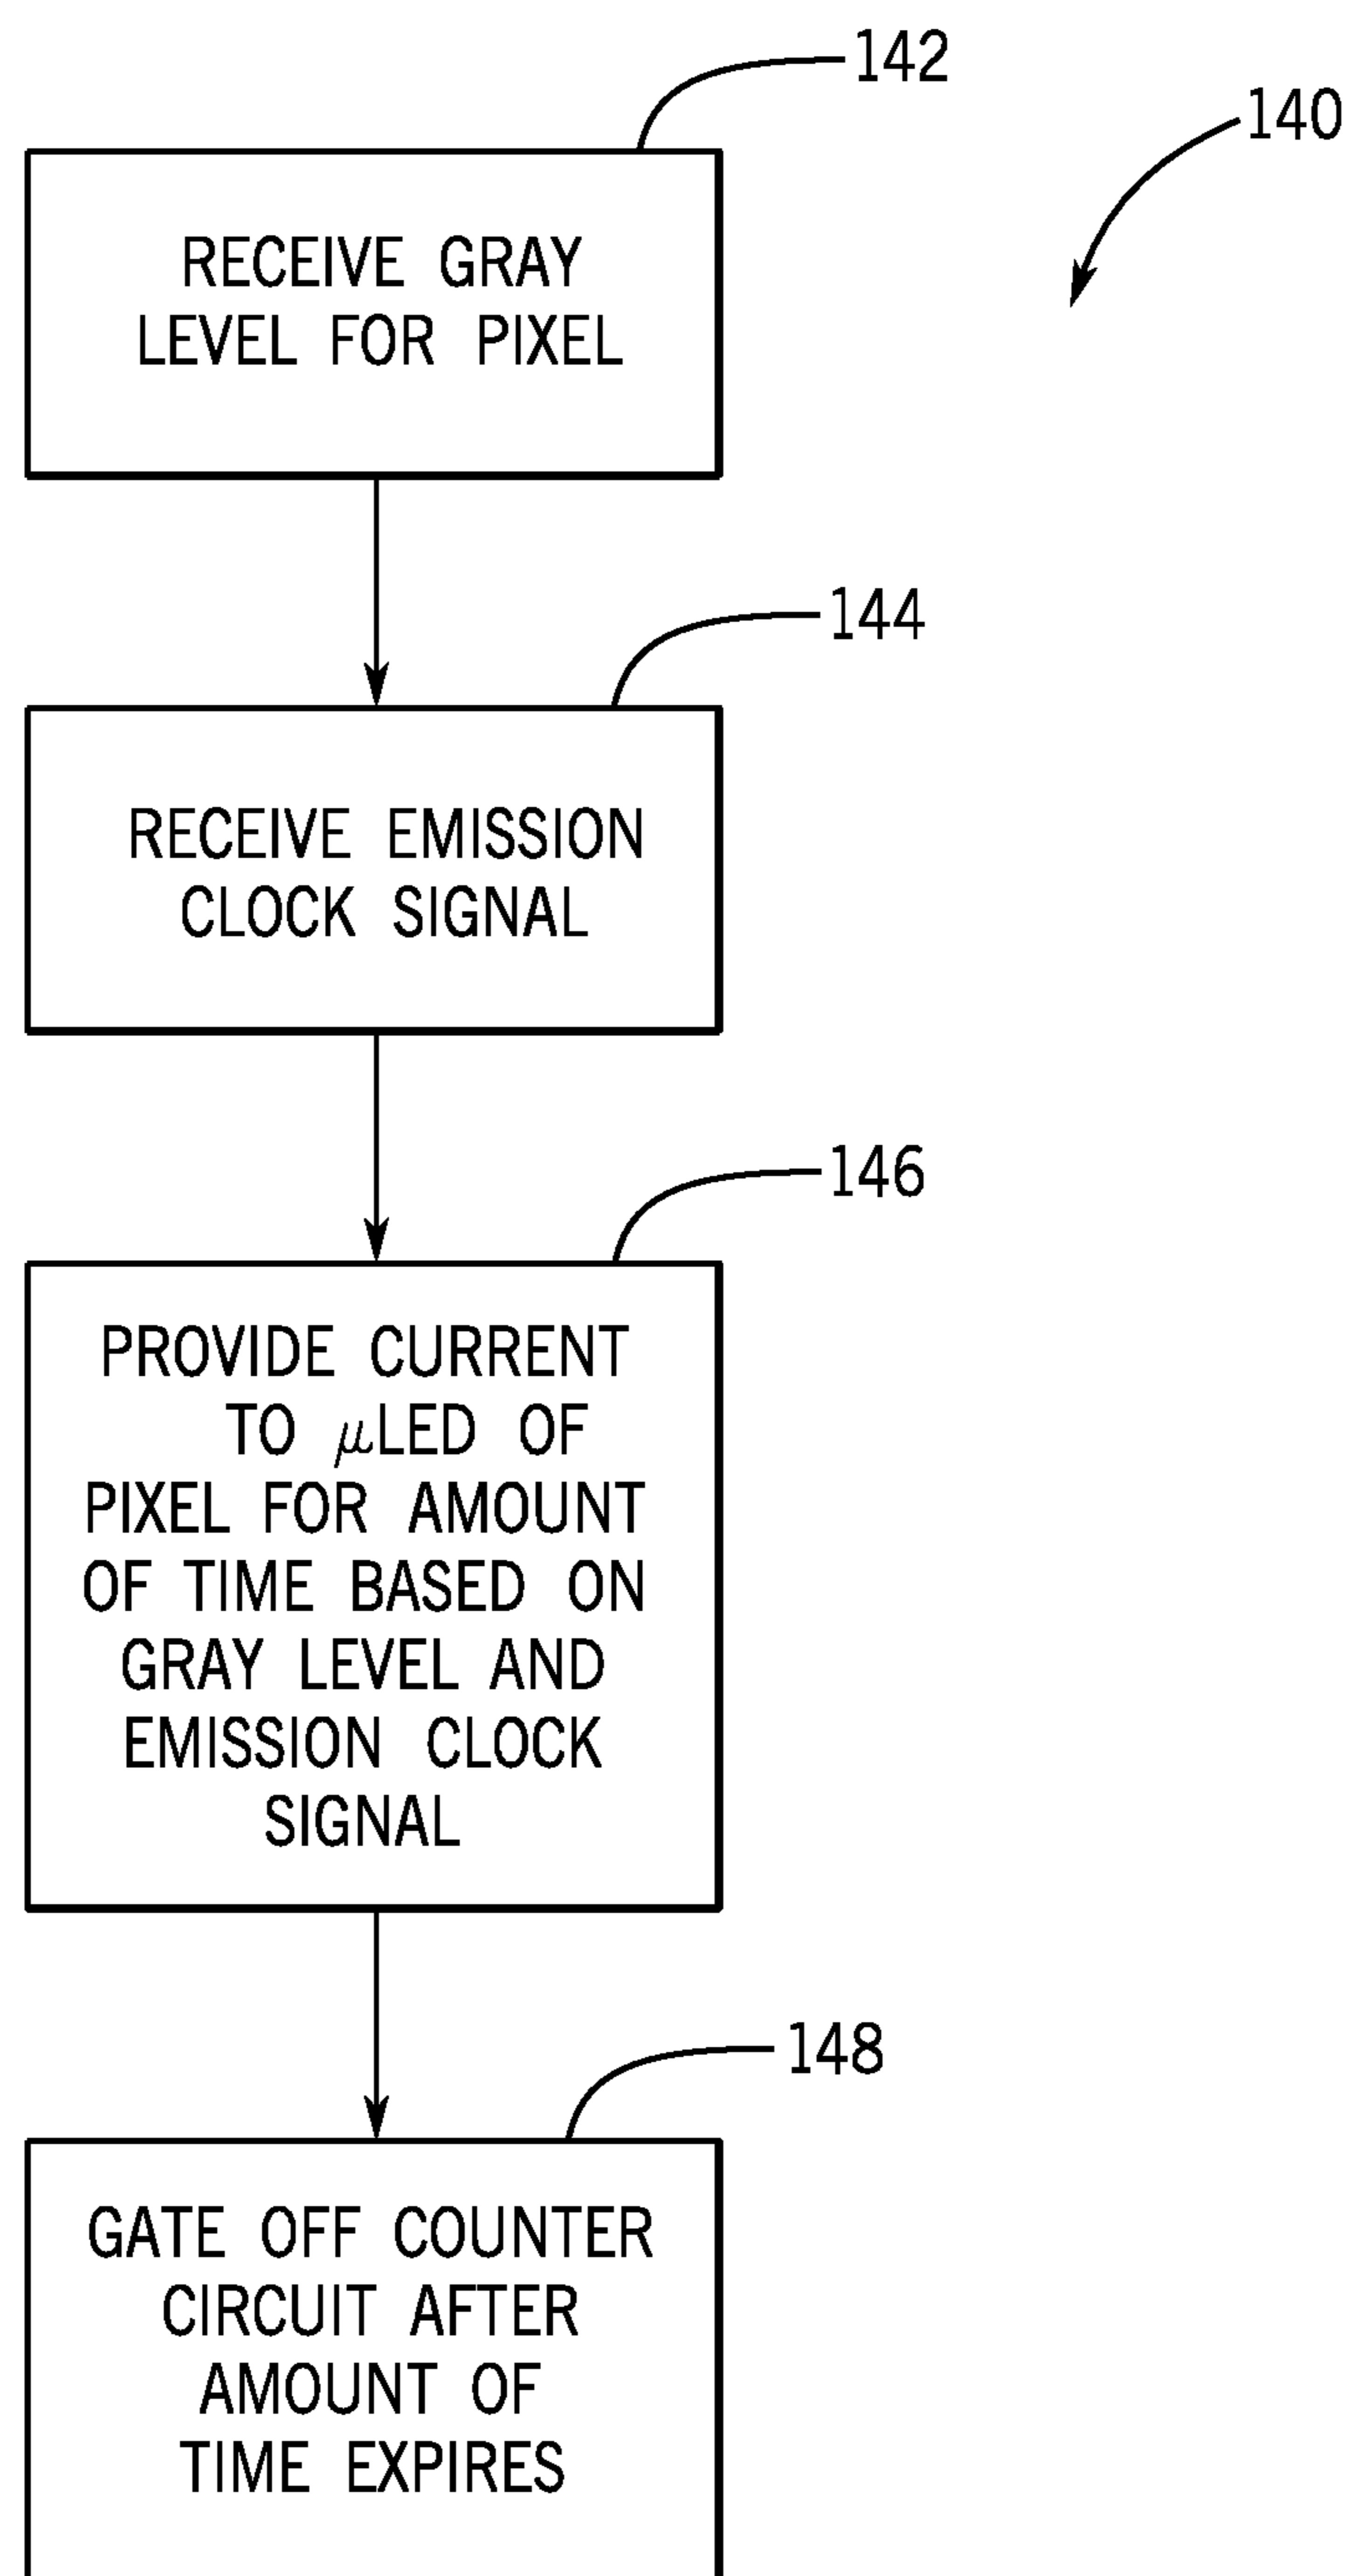 142
140
RECEIVE GRAY
LEVEL FOR PIXEL
144
RECEIVE EMISSION
CLOCK SIGNAL
146
PROVIDE CURRENT
TO μLED OF
PIXEL FOR AMOUNT
OF TIME BASED ON
GRAY LEVEL AND
EMISSION CLOCK
SIGNAL
148
GATE OFF COUNTER
CIRCUIT AFTER
AMOUNT OF
TIME EXPIRES